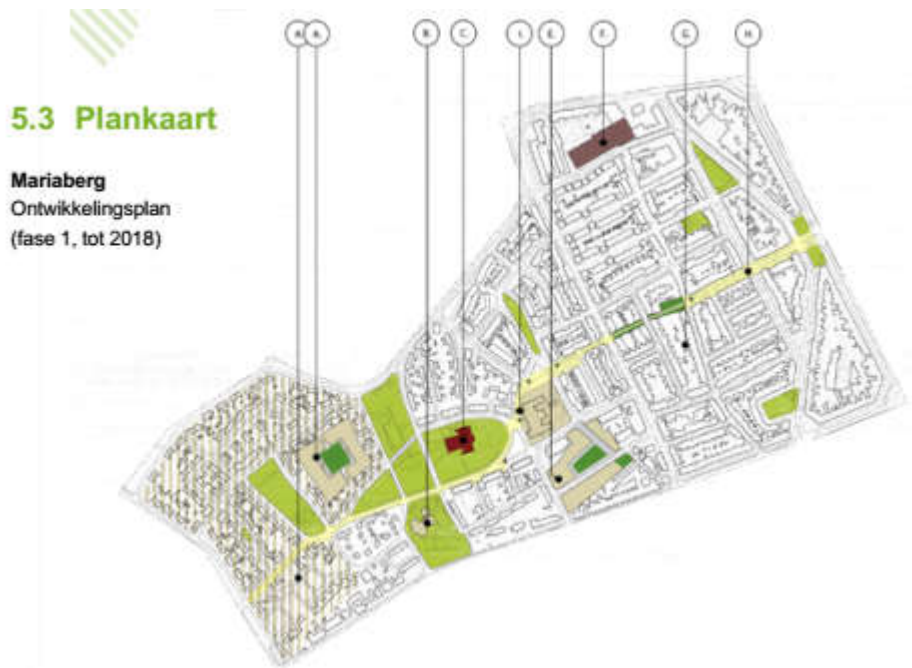 A. A. B. C. I. E. F. G. H.
5.3 Plankaart
Mariaberg
Ontwikkelingsplan
(fase 1, tot 2018)